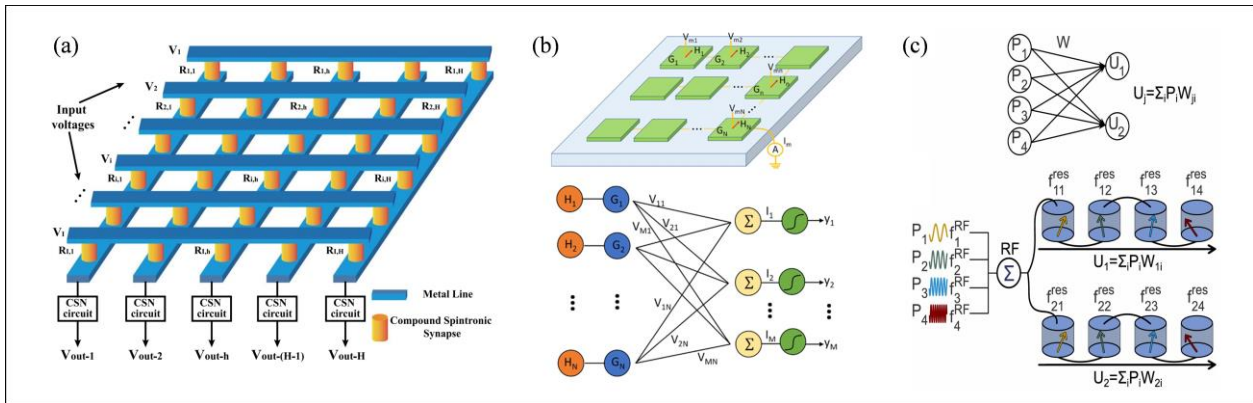 (a)
V1
R1,1 R1,h R1,H
V2
R2,1 R2,h R2,H
Input
voltages
Vi
Ri,1 Ri,h Ri,H
V1
RI,1 RI,h RI,H
CSN
circuit
CSN
circuit
CSN
circuit
CSN
circuit
CSN
circuit
Vout-1 Vout-2 Vout-h Vout-(H-1) Vout-H
Metal Line
Compound Spintronic
Synapse
(b)
Vm1 Vm2
G1 H1 G2 H2 ...
Vmn
... Gn Hn
VmN
... GN HN
Im
A
H1 G1 V11 Σ I1 y1
VM1 V21
H2 G2 Σ I2 y2
V1N
V2N
HN GN VMN Σ IM yM
(c)
P1 W
P2 U1
P3 U2
P4
Uj=ΣiPiWji
f11res f12res f13res f14res
P1 f1RF
P2 f2RF
P3 f3RF
P4 f4RF
RF
Σ
U1=ΣiPiW1i
f21res f22res f23res f24res
U2=ΣiPiW2i